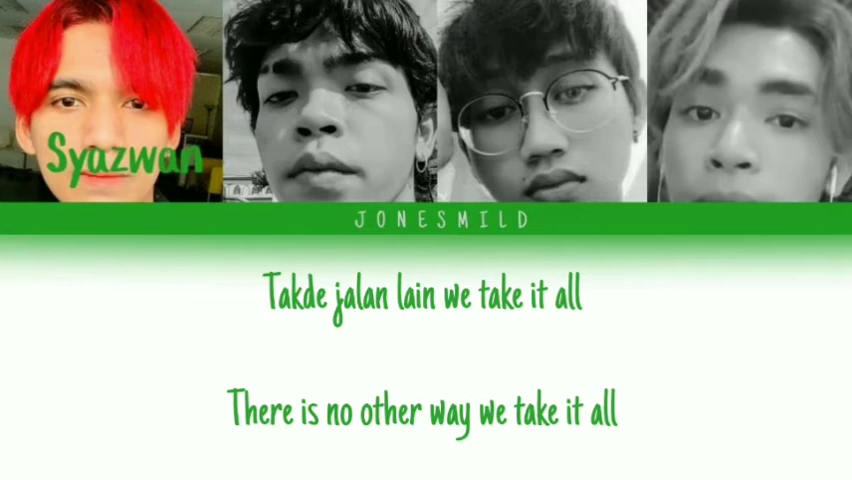 Syazwan
JONESMILD
Takde jalan lain we take it all
There is no other way we take it all